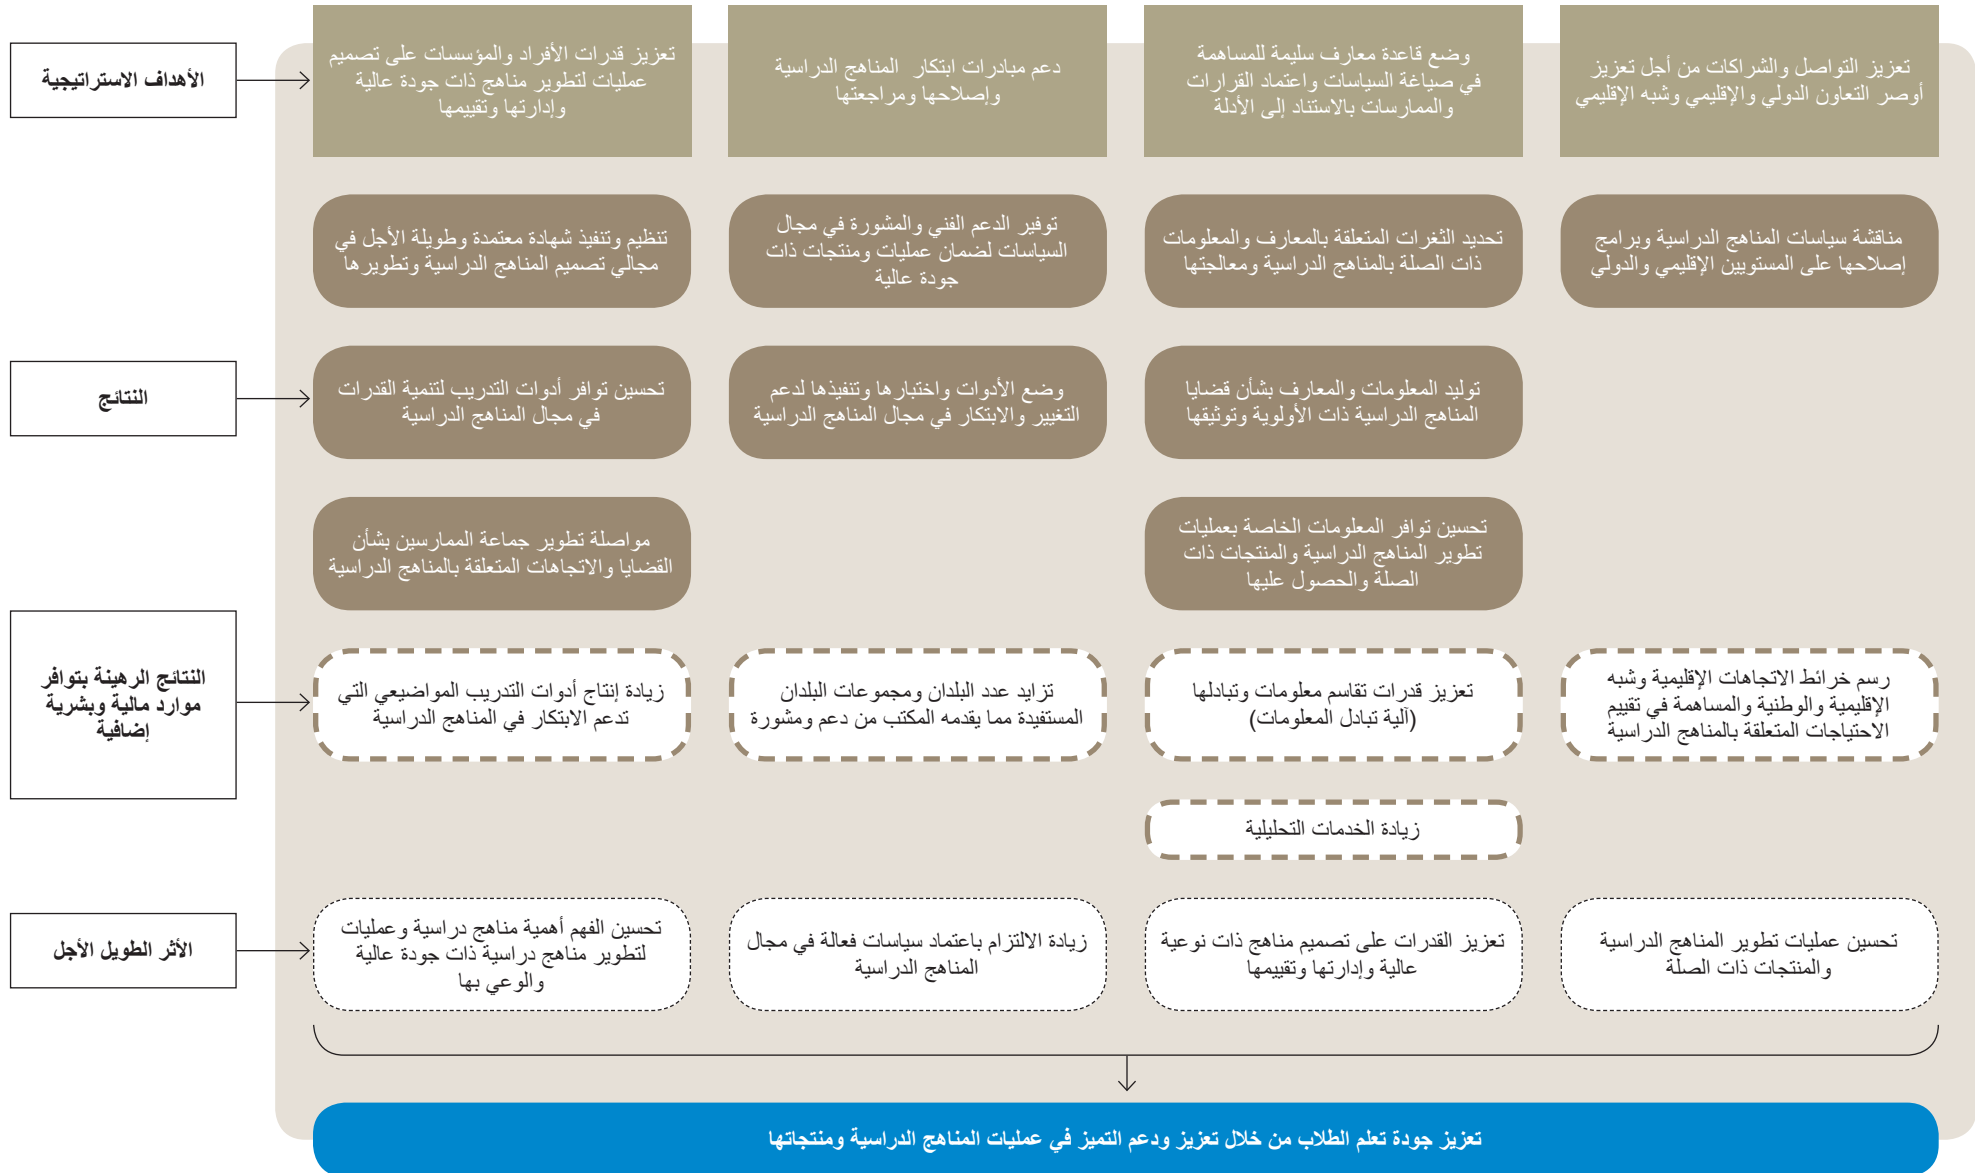 الأهداف الاستراتيجية
تعزيز قدرات الأفراد والمؤسسات على تصميم
عمليات لتطوير مناهج ذات جودة عالية
وإدارتها وتقييمها
دعم مبادرات ابتكار المناهج الدراسية
وإصلاحها ومراجعتها
وضع قاعدة معارف سليمة للمساهمة
في صياغة السياسات واعتماد القرارات
والممارسات بالاستناد إلى الأدلة
تعزيز التواصل والشراكات من أجل تعزيز
أوصر التعاون الدولي والإقليمي وشبه الإقليمي
تنظيم وتنفيذ شهادة معتمدة وطويلة الأجل في
مجالي تصميم المناهج الدراسية وتطويرها
توفير الدعم الفني والمشورة في مجال
السياسات لضمان عمليات ومنتجات ذات
جودة عالية
تحديد الثغرات المتعلقة بالمعارف والمعلومات
ذات الصلة بالمناهج الدراسية ومعالجتها
مناقشة سياسات المناهج الدراسية وبرامج
إصلاحها على المستويين الإقليمي والدولي
النتائج
تحسين توافر أدوات التدريب لتنمية القدرات
في مجال المناهج الدراسية
وضع الأدوات واختبارها وتنفيذها لدعم
التغيير والابتكار في مجال المناهج الدراسية
توليد المعلومات والمعارف بشأن قضايا
المناهج الدراسية ذات الأولوية وتوثيقها
مواصلة تطوير جماعة الممارسين بشأن
القضايا والاتجاهات المتعلقة بالمناهج الدراسية
تحسين توافر المعلومات الخاصة بعمليات
تطوير المناهج الدراسية والمنتجات ذات
الصلة والحصول عليها
النتائج الرهينة بتوافر
موارد مالية وبشرية
إضافية
زيادة إنتاج أدوات التدريب المواضيعي التي
تدعم الابتكار في المناهج الدراسية
تزايد عدد البلدان ومجموعات البلدان
المستفيدة مما يقدمه المكتب من دعم ومشورة
تعزيز قدرات تقاسم معلومات وتبادلها
(آلية تبادل المعلومات)
رسم خرائط الاتجاهات الإقليمية وشبه
الإقليمية والوطنية والمساهمة في تقييم
الاحتياجات المتعلقة بالمناهج الدراسية
زيادة الخدمات التحليلية
الأثر الطويل الأجل
تحسين الفهم أهمية مناهج دراسية وعمليات
لتطوير مناهج دراسية ذات جودة عالية
والوعي بها
زيادة الالتزام باعتماد سياسات فعالة في مجال
المناهج الدراسية
تعزيز القدرات على تصميم مناهج ذات نوعية
عالية وإدارتها وتقييمها
تحسين عمليات تطوير المناهج الدراسية
والمنتجات ذات الصلة
تعزيز جودة تعلم الطلاب من خلال تعزيز ودعم التميز في عمليات المناهج الدراسية ومنتجاتها